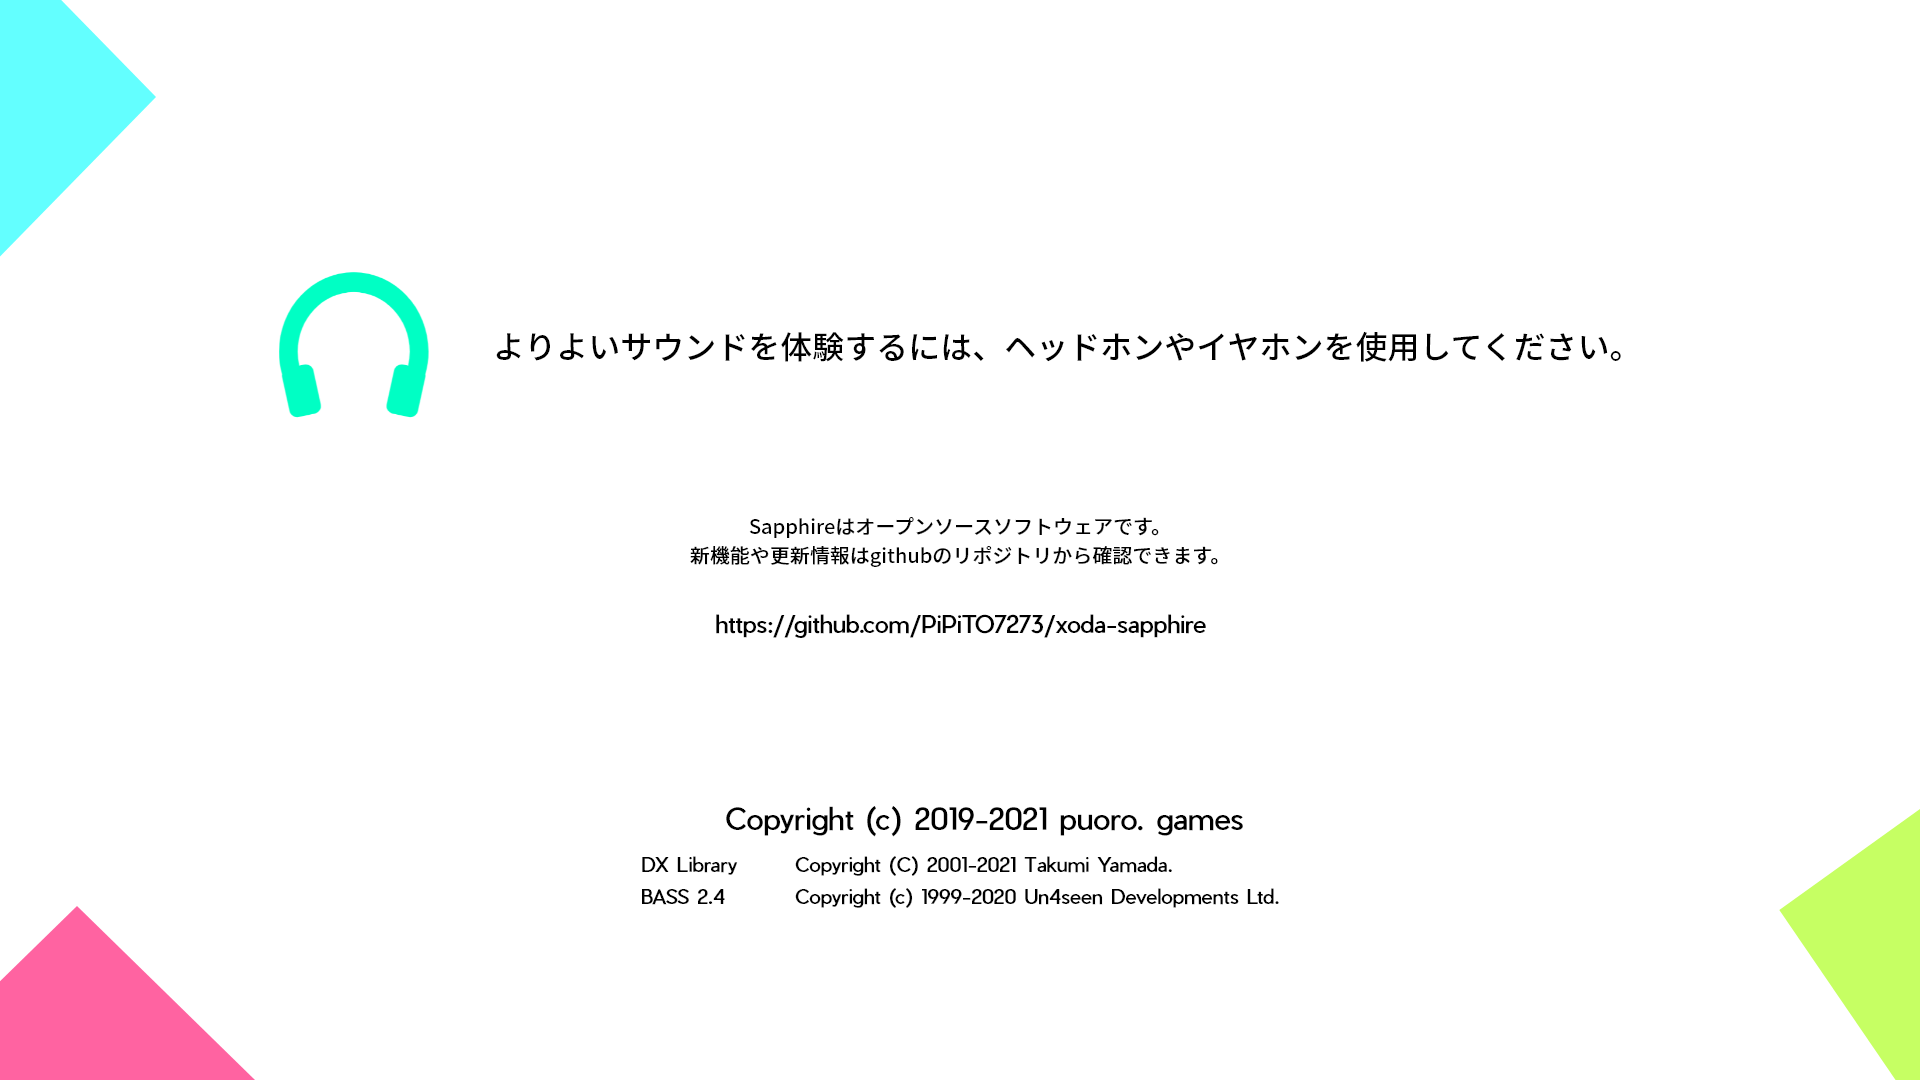 よりよいサウンドを体験するには、ヘッドホンやイヤホンを使用してください。
Sapphireはオープンソースソフトウェアです。
新機能や更新情報はgithubのリポジトリから確認できます。
https://github.com/PiPiTO7273/xoda-sapphire
Copyright (c) 2019-2021 puoro. games
DX Library Copyright (C) 2001-2021 Takumi Yamada.
BASS 2.4 Copyright (c) 1999-2020 Un4seen Developments Ltd.